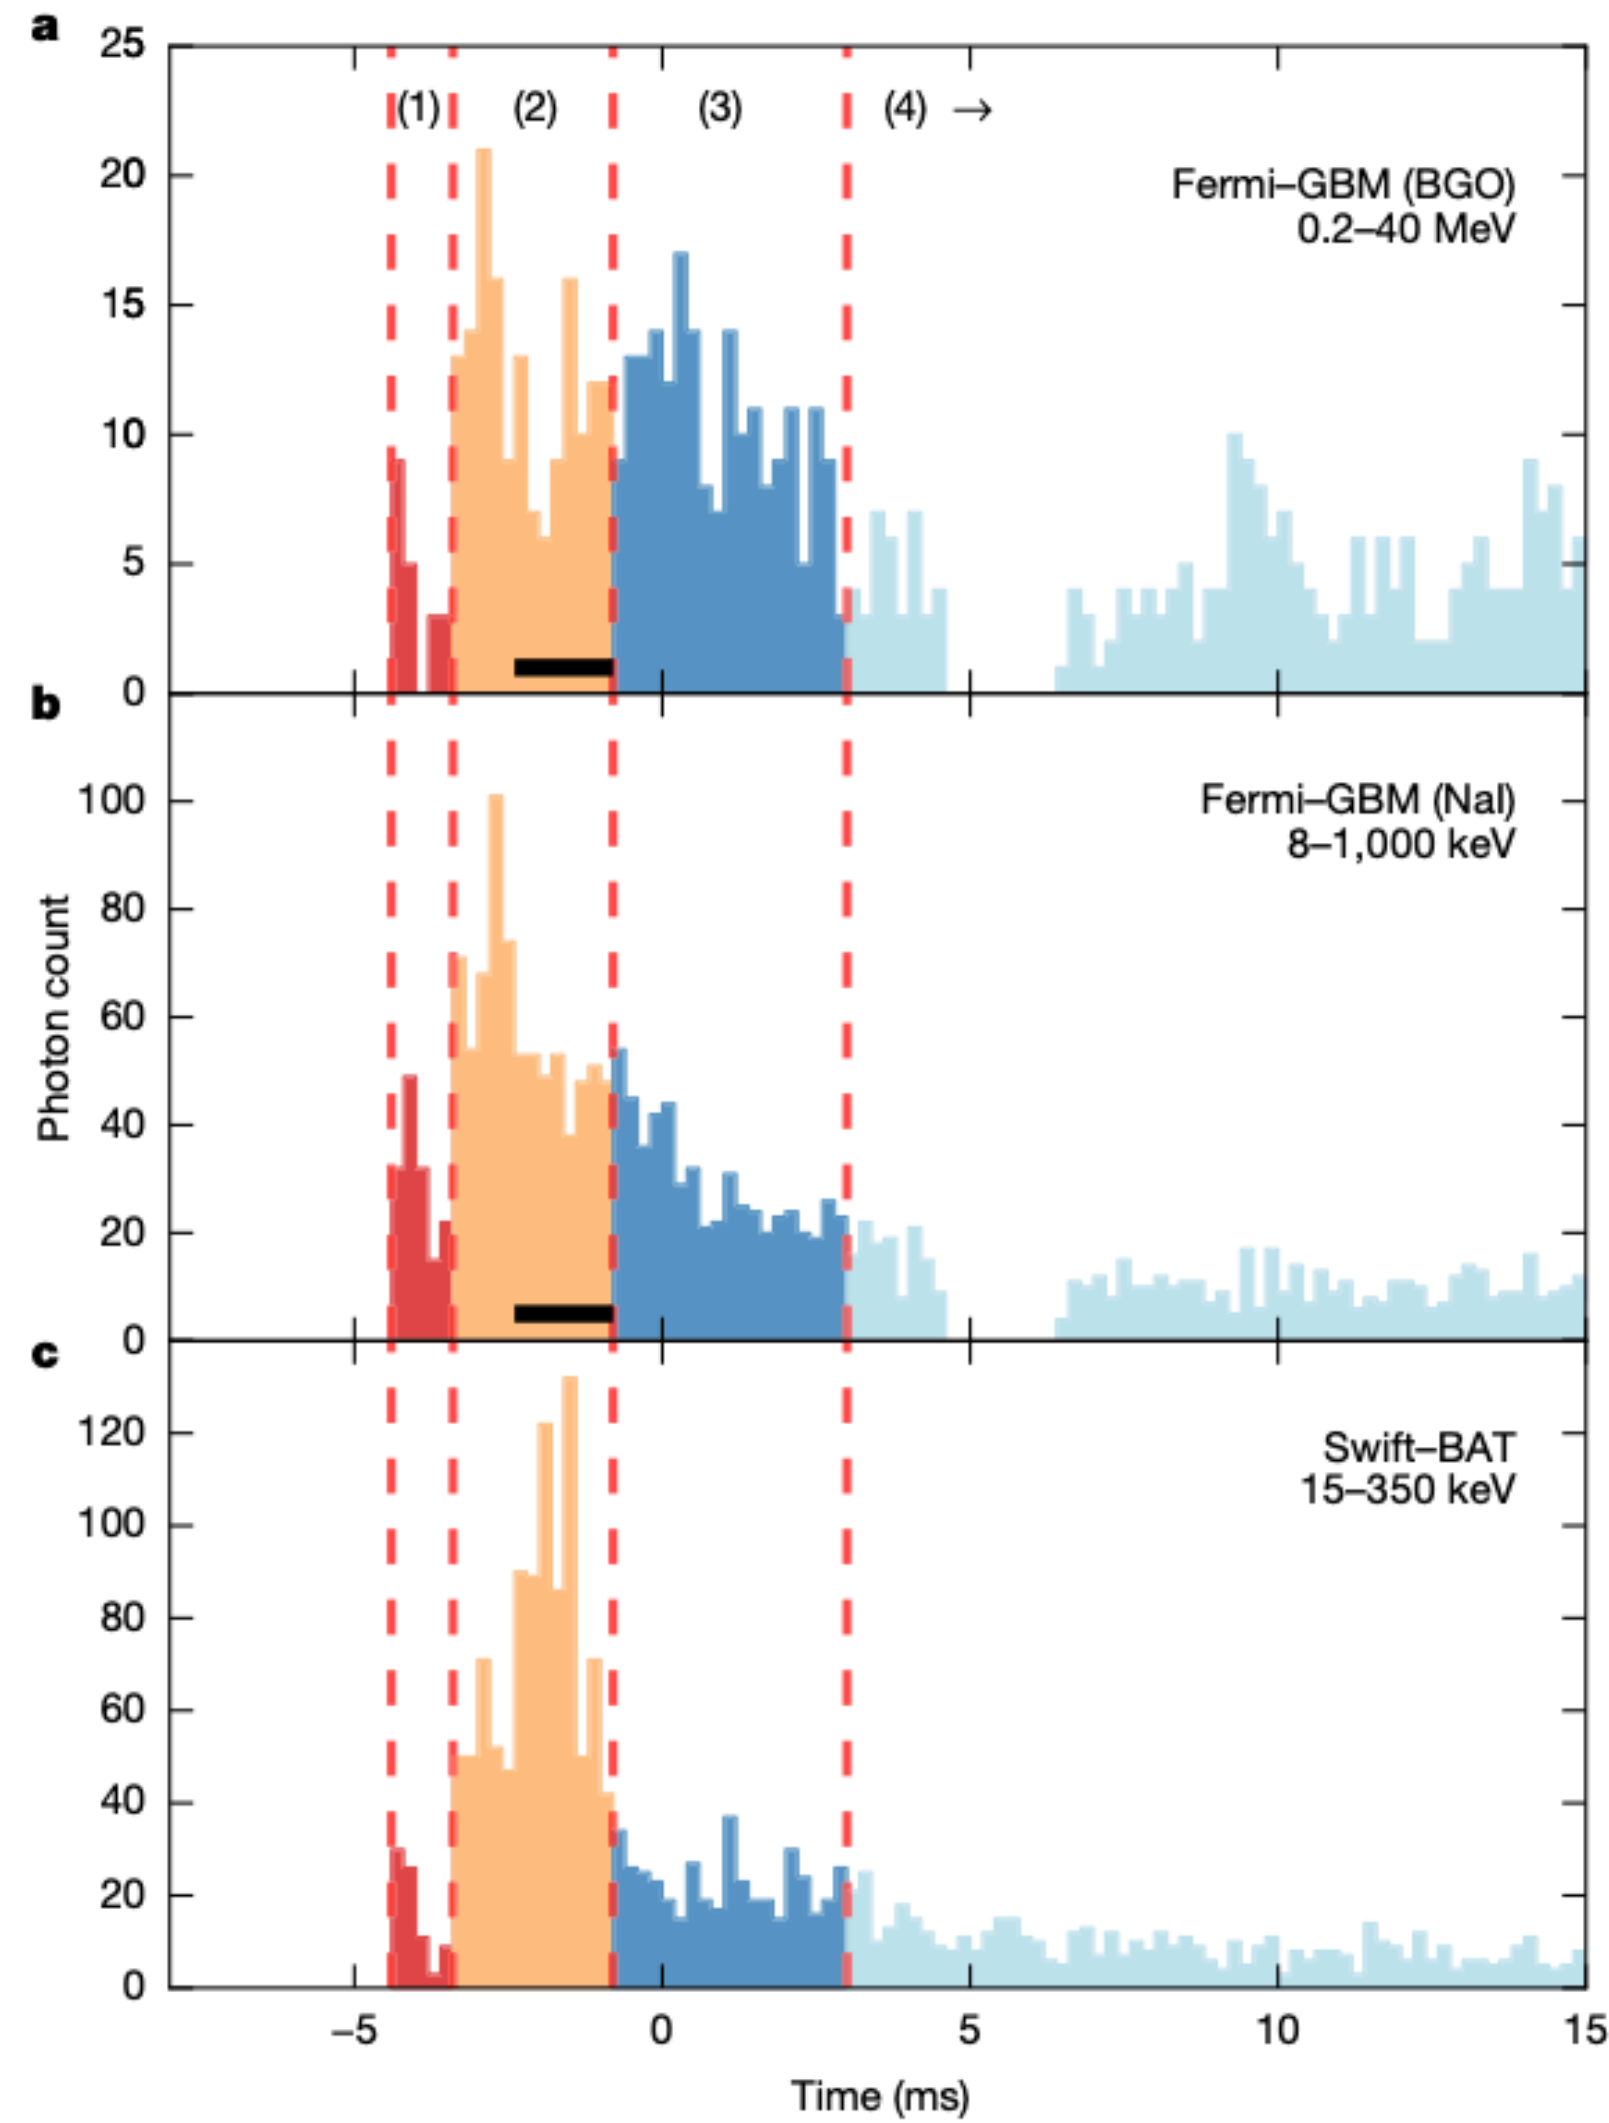 a
25
(1) (2) (3) (4) →
20
Fermi–GBM (BGO)
0.2–40 MeV
15
10
5
0
b
100
Fermi–GBM (NaI)
8–1,000 keV
80
60
40
20
0
Photon count
c
120
Swift–BAT
15–350 keV
100
80
60
40
20
0
–5 0 5 10 15
Time (ms)